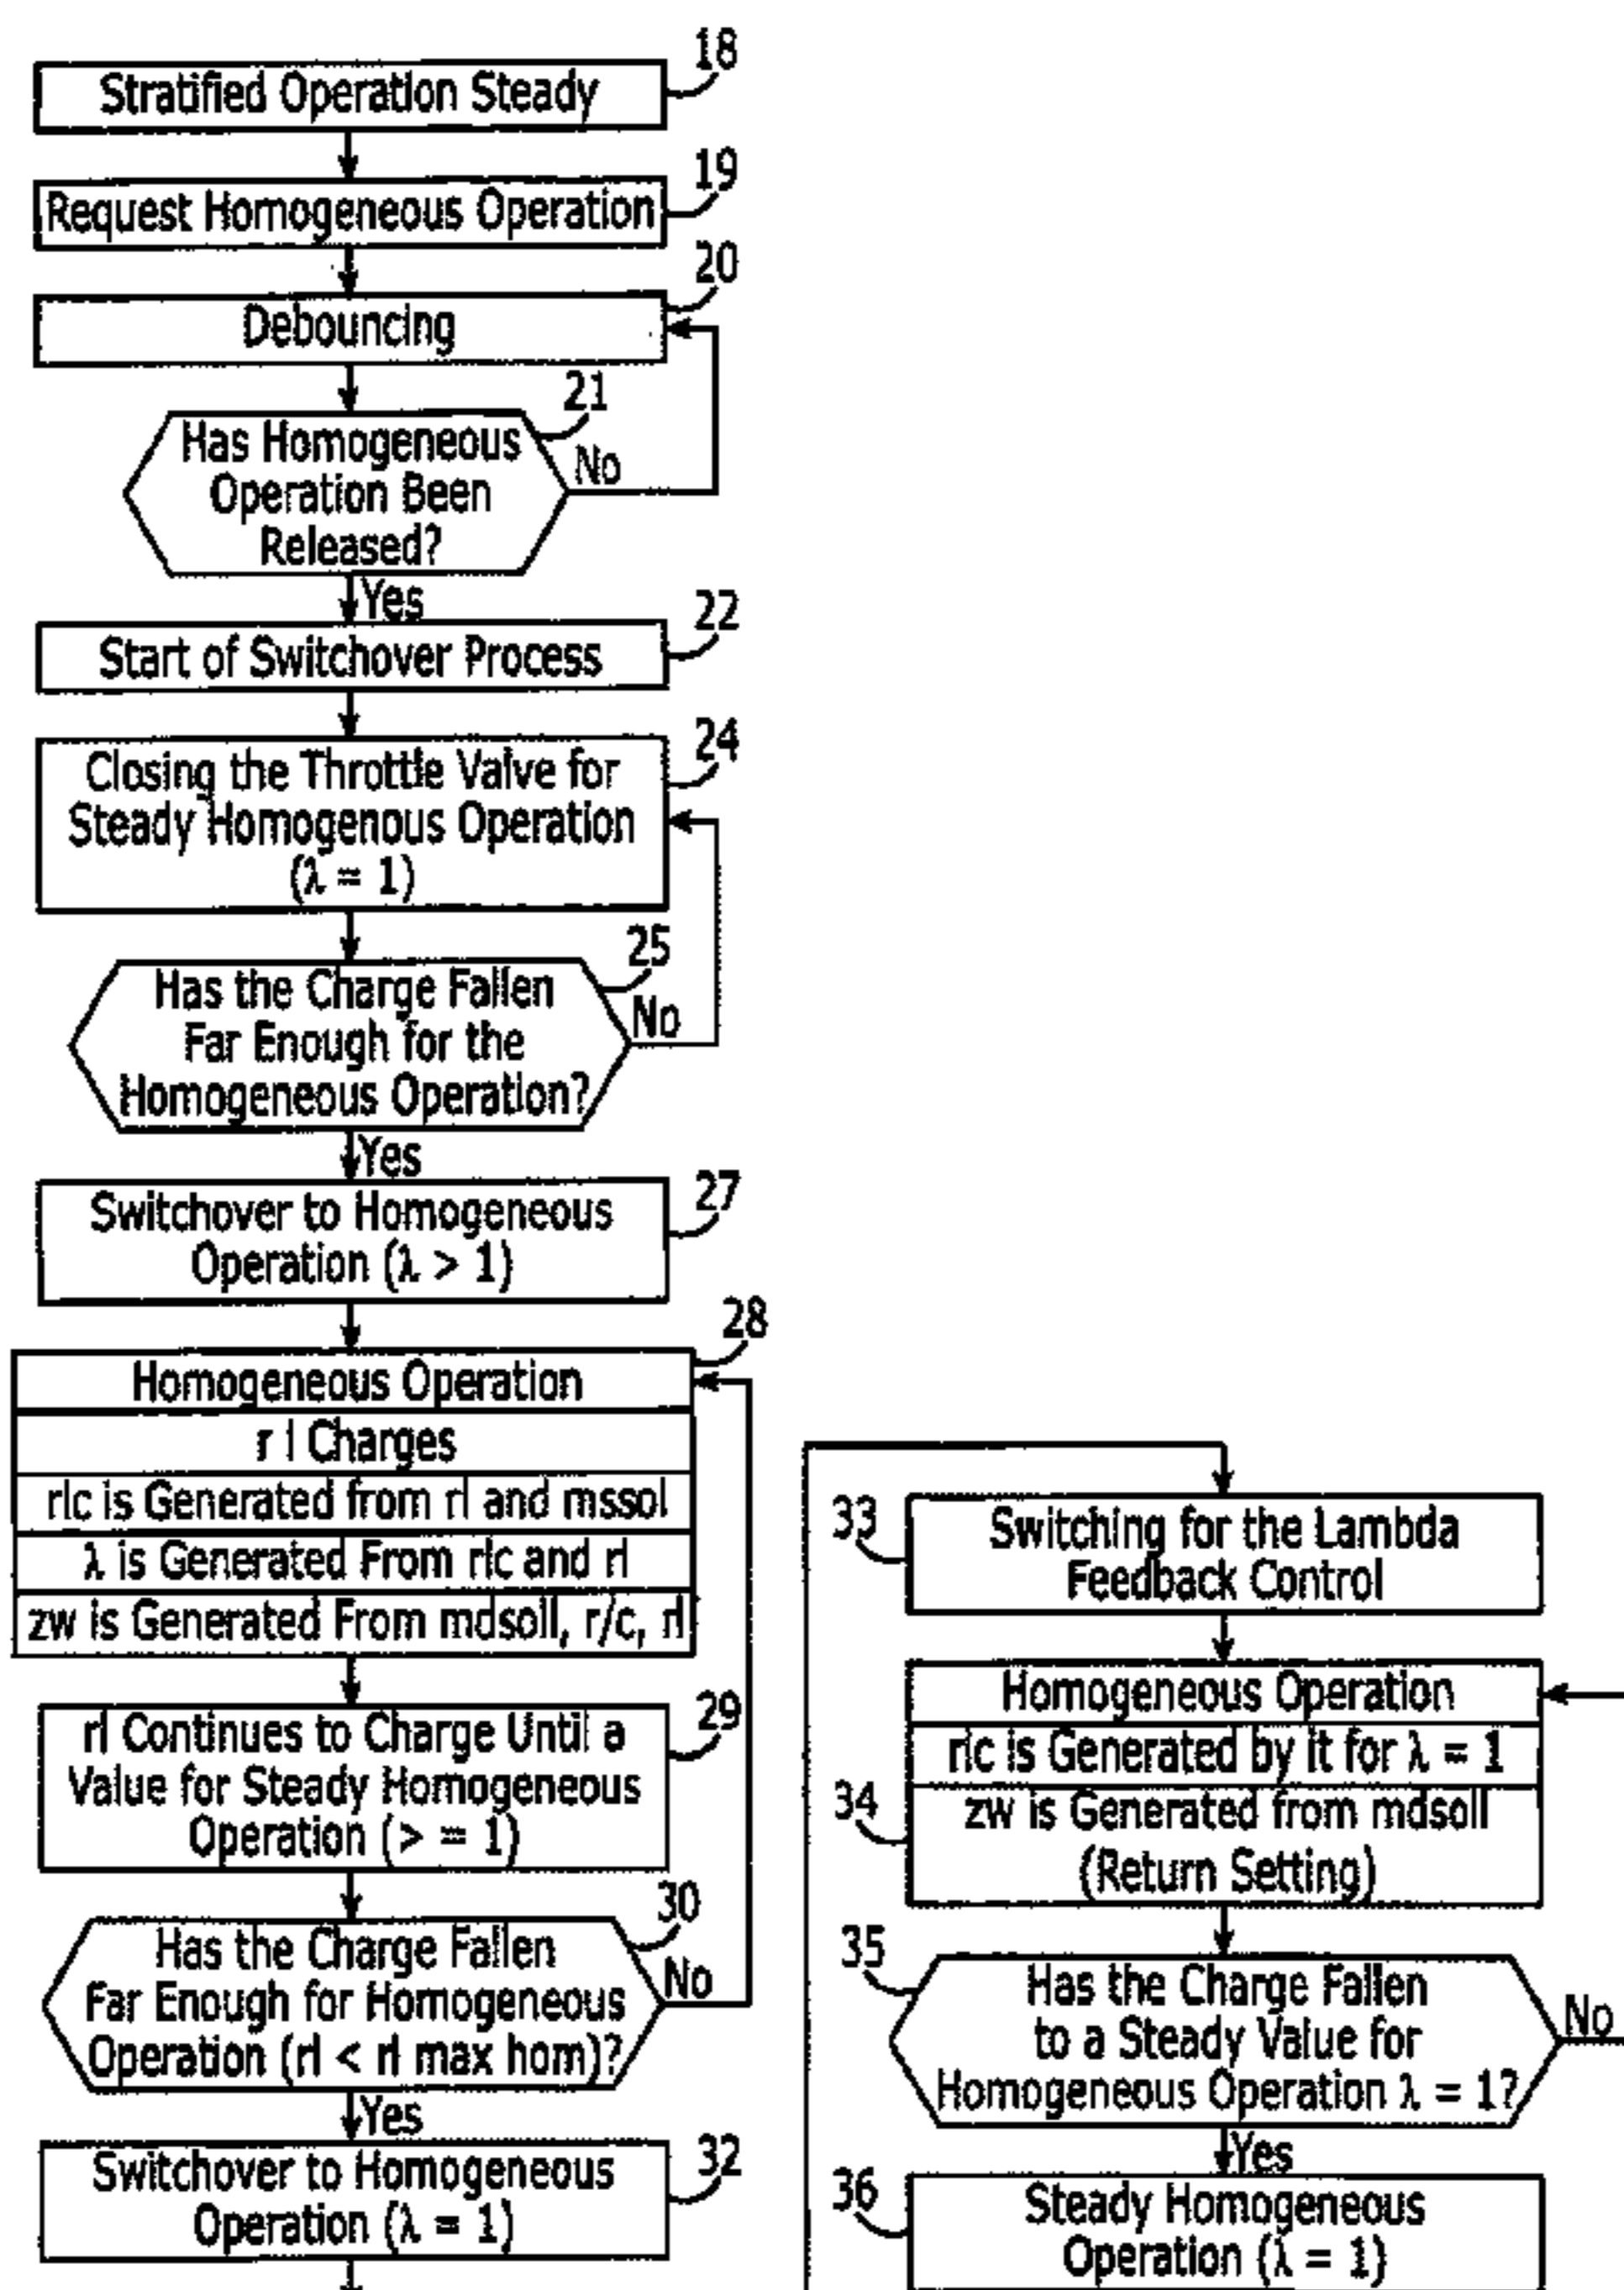 18
Stratified Operation Steady
19
Request Homogeneous Operation
20
Debouncing
21
Has Homogeneous
Operation Been
Released?
No
Yes
22
Start of Switchover Process
24
Closing the Throttle Valve for
Steady Homogenous Operation
(λ = 1)
25
Has the Charge Fallen
Far Enough for the
Homogeneous Operation?
No
Yes
27
Switchover to Homogeneous
Operation (λ > 1)
28
Homogeneous Operation
r l Charges
rlc is Generated from rl and mssol
λ is Generated From rlc and rl
zw is Generated From mdsoll, r/c, rl
29
rl Continues to Charge Until a
Value for Steady Homogeneous
Operation (> = 1)
30
Has the Charge Fallen
Far Enough for Homogeneous
Operation (rl < rl max hom)?
No
Yes
32
Switchover to Homogeneous
Operation (λ = 1)
33
Switching for the Lambda
Feedback Control
Homogeneous Operation
rlc is Generated by it for λ = 1
34
zw is Generated from mdsoll
(Return Setting)
35
Has the Charge Fallen
to a Steady Value for
Homogeneous Operation λ = 1?
No
Yes
36
Steady Homogeneous
Operation (λ = 1)